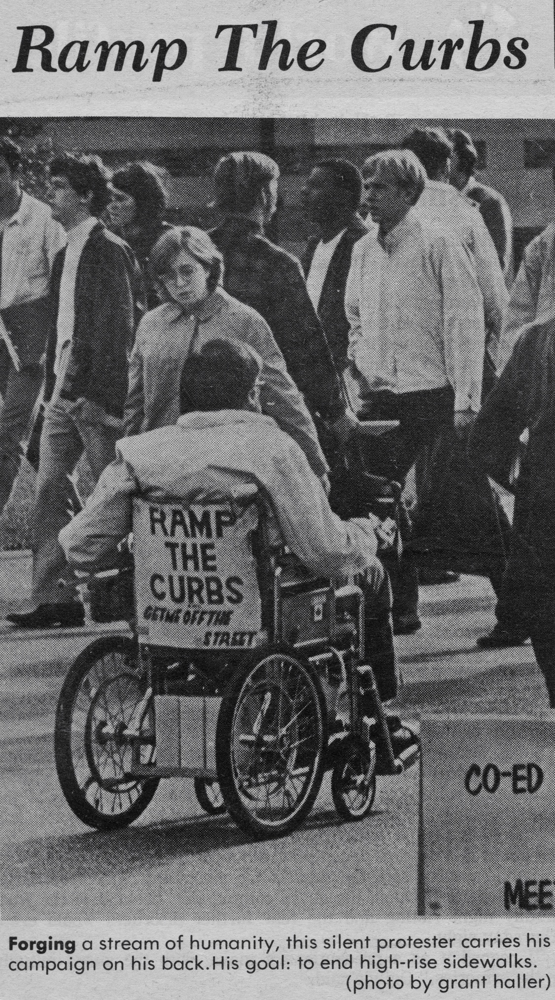 Ramp The Curbs
RAMP
THE
CURBS
GET ME OFF THE
STREET
CO-ED
MEE
Forging a stream of humanity, this silent protester carries his
campaign on his back.His goal: to end high-rise sidewalks.
(photo by grant haller)